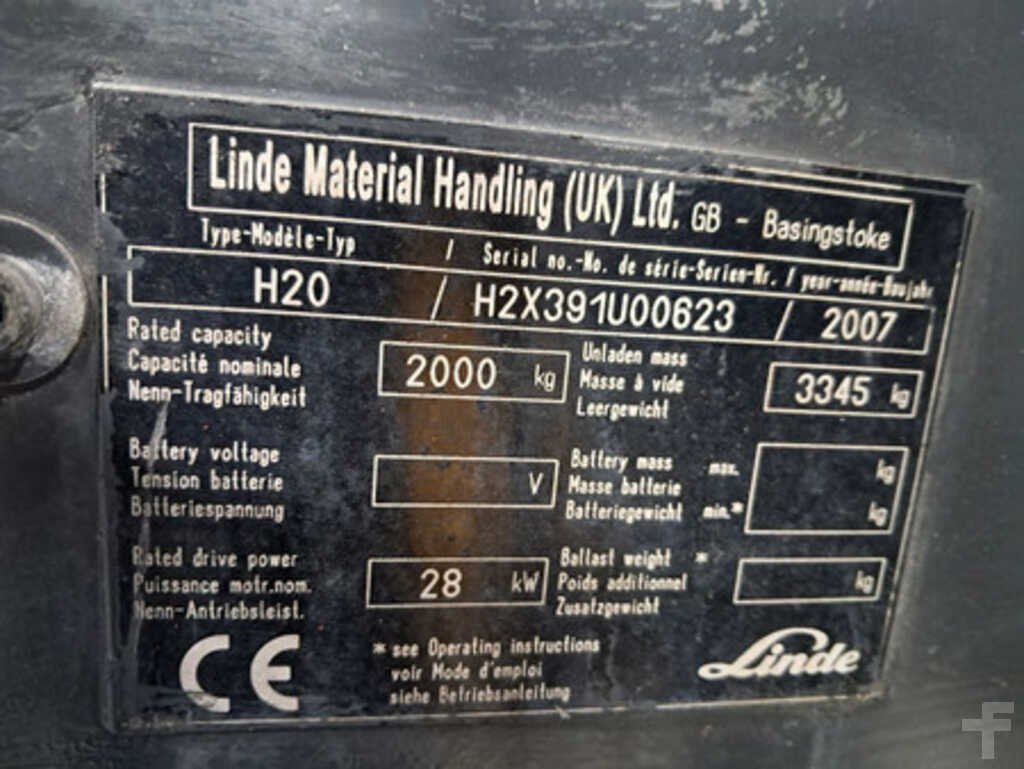 Linde Material Handling (UK) Ltd. GB - Basingstoke
Type-Modèle-Typ / Serial no.-No. de série-Serien-Nr. / year-année-Baujahr
H20 / H2X391U00623 / 2007
Rated capacity
Capacité nominale
Nenn-Tragfähigkeit
2000 kg
Unladen mass
Masse à vide
Leergewicht
3345 kg
Battery voltage
Tension batterie
Batteriespannung
V
Battery mass max. kg
Masse batterie
Batteriegewicht min.* kg
Rated drive power
Puissance motr.nom.
Nenn-Antriebsleist.
28 kW
Ballast weight *
Poids additionnel
Zusatzgewicht
kg
CE
* see Operating instructions
voir Mode d'emploi
siehe Betriebsanleitung
Linde